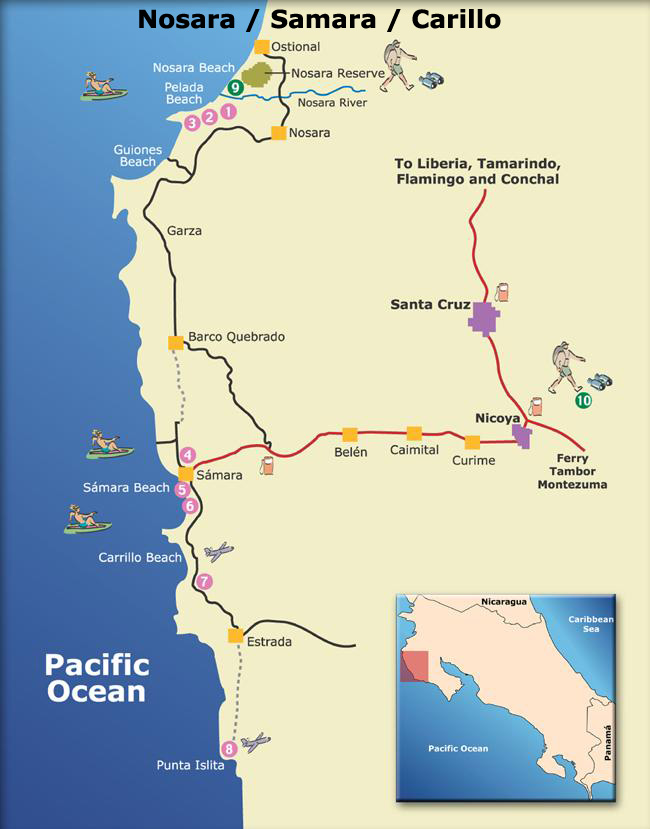 Nosara / Samara / Carillo
Ostional
Nosara Beach
Nosara Reserve
9
Pelada
Beach
Nosara River
3 2 1
Nosara
Guiones
Beach
To Liberia, Tamarindo,
Flamingo and Conchal
Garza
Santa Cruz
Barco Quebrado
10
Nicoya
4
Belén
Caimital
Curime
Ferry
Tambor
Montezuma
Sámara
Sámara Beach
5
6
Carrillo Beach
7
Estrada
Pacific
Ocean
8
Punta Islita
Nicaragua
Caribbean
Sea
Pacific Ocean
Panamá